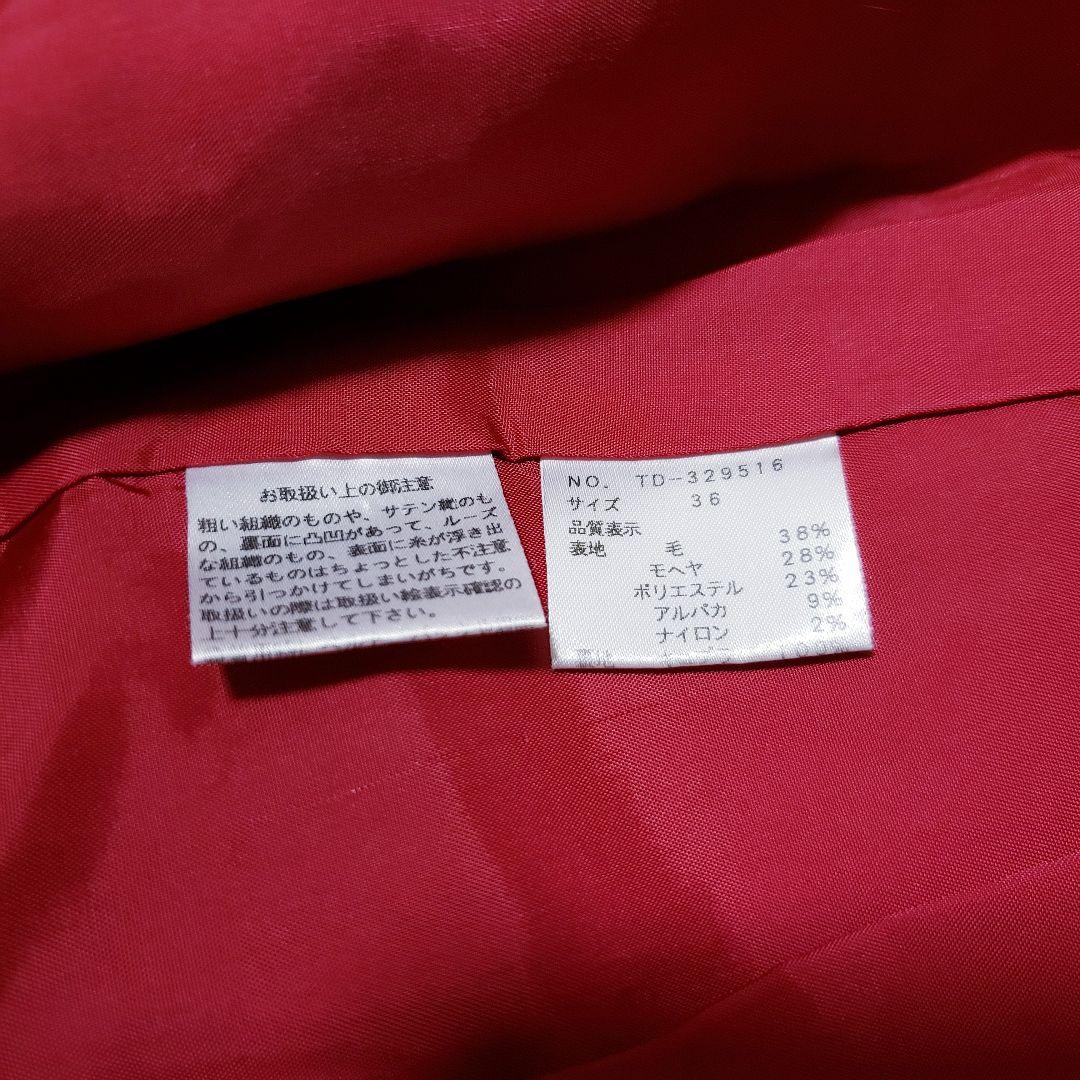 お取扱い上の御注意
粗い組織のものや、サテン織のも
の、裏面に凸凹があって、ルーズ
な組織のもの、表面に糸が浮き出
ているものはちょっとした不注意
から引つかけてしまいがちです。
取扱いの際は取扱い絵表示確認の
上十分注意して下さい。
NO. TD-329516
サイズ 36
品質表示
表地 毛 38%
モヘヤ 28%
ポリエステル 23%
アルパカ 9%
ナイロン 2%